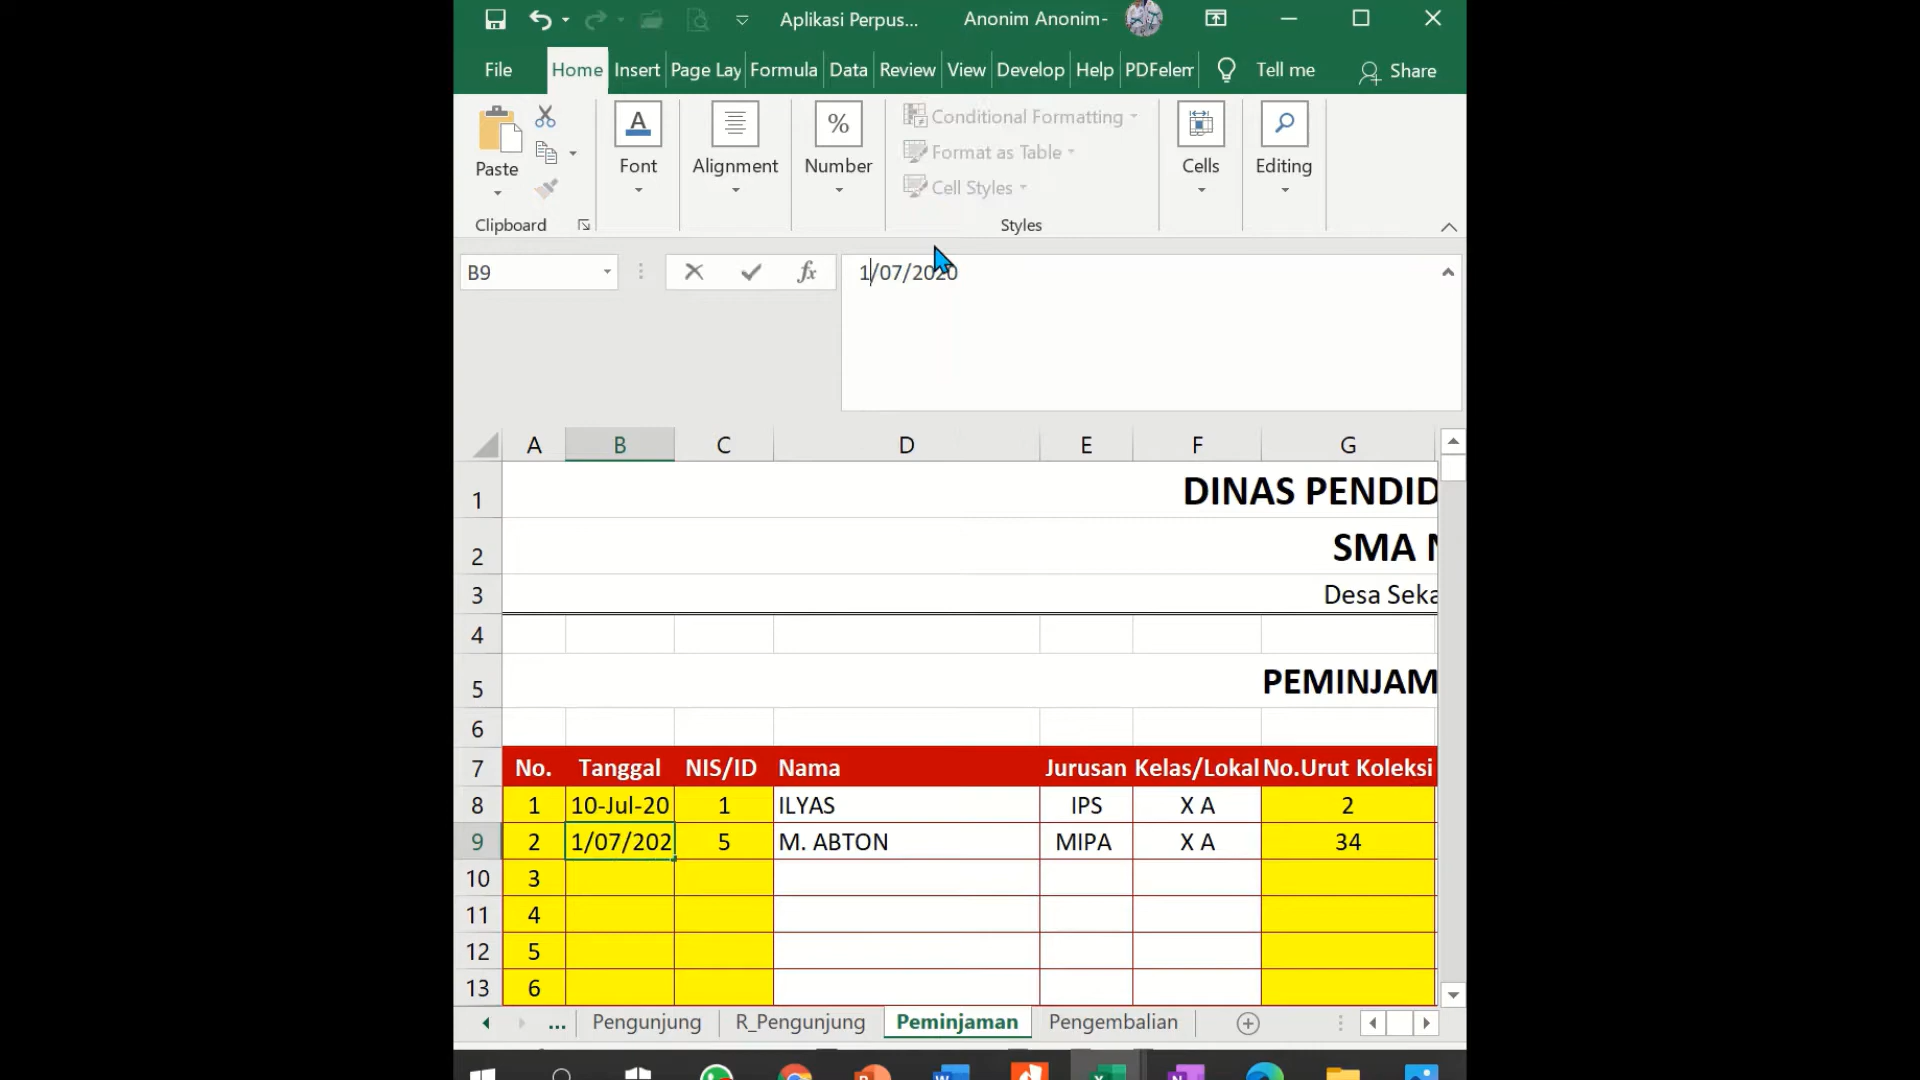 Aplikasi Perpus... Anonim Anonim-
File Home Insert Page Lay Formula Data Review View Develop Help PDFelem Tell me Share
Paste Font Alignment Number Conditional Formatting Format as Table Cell Styles Cells Editing
Clipboard Styles
B9 fx 1/07/2020
A B C D E F G
1 DINAS PENDID
2 SMA N
3 Desa Seka
4
5 PEMINJAM
6
7 No. Tanggal NIS/ID Nama Jurusan Kelas/Lokal No.Urut Koleksi
8 1 10-Jul-20 1 ILYAS IPS X A 2
9 2 1/07/202 5 M. ABTON MIPA X A 34
10 3
11 4
12 5
13 6
... Pengunjung R_Pengunjung Peminjaman Pengembalian